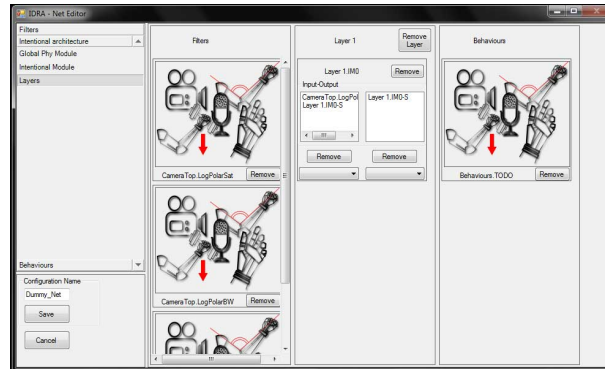 IDRA - Net Editor
Filters
Intentional architecture
Global Phy Module
Intentional Module
Layers
Behaviours
Configuration Name
Dummy_Net
Save
Cancel
Filters
CameraTop.LogPolarSat
Remove
CameraTop.LogPolarBW
Remove
Layer 1
Remove
Layer
Layer 1.IM0
Remove
Input-Output
CameraTop.LogPol
Layer 1.IM0-S
Layer 1.IM0-S
Remove
Remove
Behaviours
Behaviours.TODO
Remove